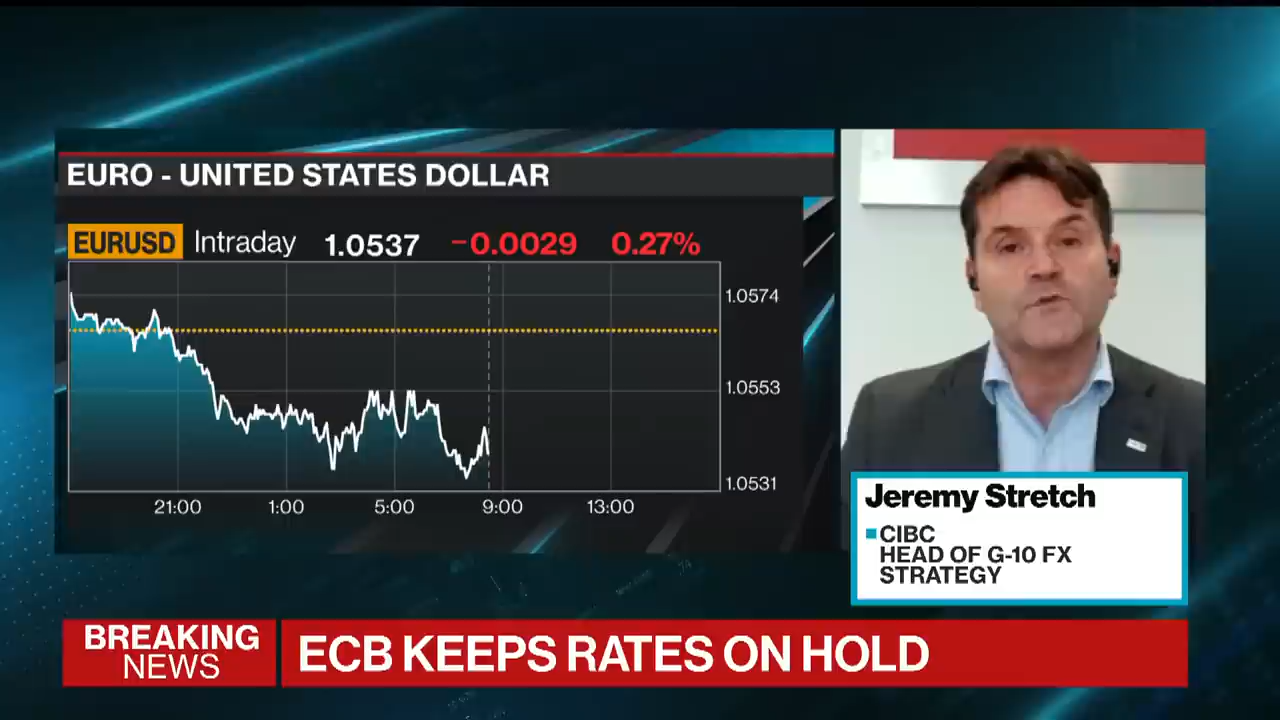 EURO - UNITED STATES DOLLAR
EURUSD Intraday 1.0537 -0.0029 0.27%
1.0574
1.0553
1.0531
21:00 1:00 5:00 9:00 13:00
Jeremy Stretch
CIBC
HEAD OF G-10 FX
STRATEGY
BREAKING
NEWS
ECB KEEPS RATES ON HOLD